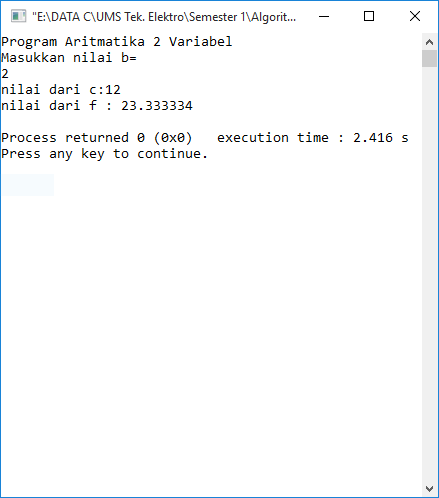 "E:\DATA C\UMS Tek. Elektro\Semester 1\Algorit...
Program Aritmatika 2 Variabel
Masukkan nilai b=
2
nilai dari c:12
nilai dari f : 23.333334
Process returned 0 (0x0)   execution time : 2.416 s
Press any key to continue.